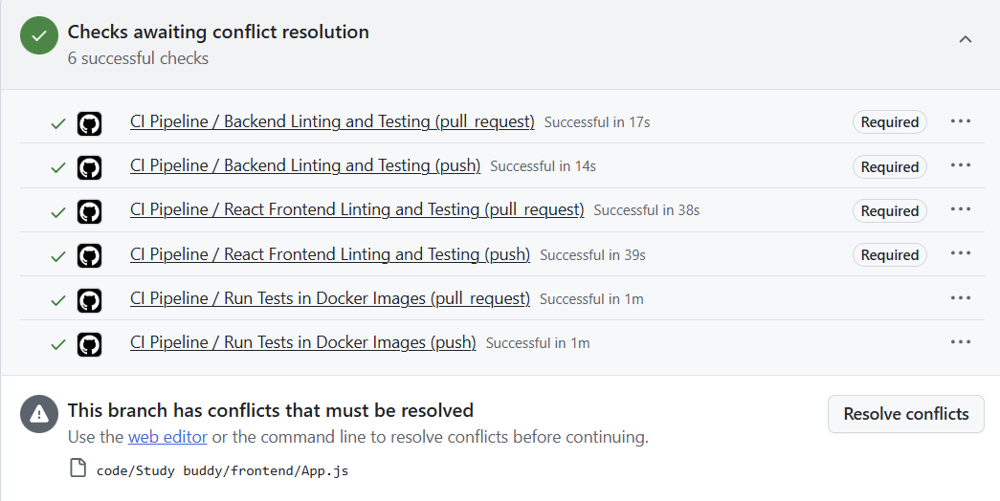 Checks awaiting conflict resolution
6 successful checks
CI Pipeline / Backend Linting and Testing (pull_request) Successful in 17s Required
CI Pipeline / Backend Linting and Testing (push) Successful in 14s Required
CI Pipeline / React Frontend Linting and Testing (pull_request) Successful in 38s Required
CI Pipeline / React Frontend Linting and Testing (push) Successful in 39s Required
CI Pipeline / Run Tests in Docker Images (pull_request) Successful in 1m
CI Pipeline / Run Tests in Docker Images (push) Successful in 1m
This branch has conflicts that must be resolved
Resolve conflicts
Use the web editor or the command line to resolve conflicts before continuing.
code/Study buddy/frontend/App.js